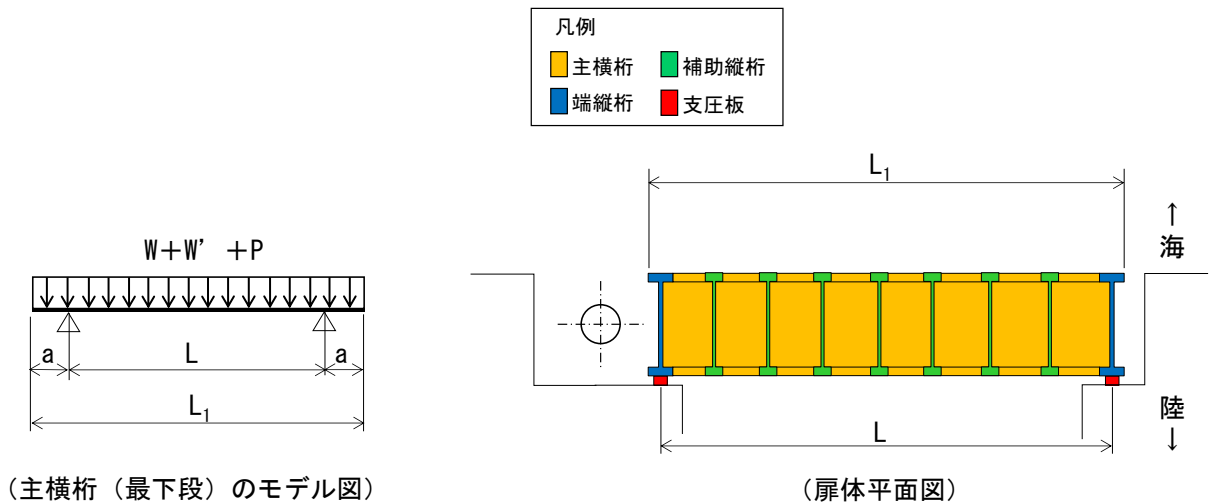 凡例
主横桁 補助縦桁
端縦桁 支圧板
W+W' +P
a L a
L₁
(主横桁(最下段)のモデル図)
L₁
↑
海
陸
↓
L
(扉体平面図)